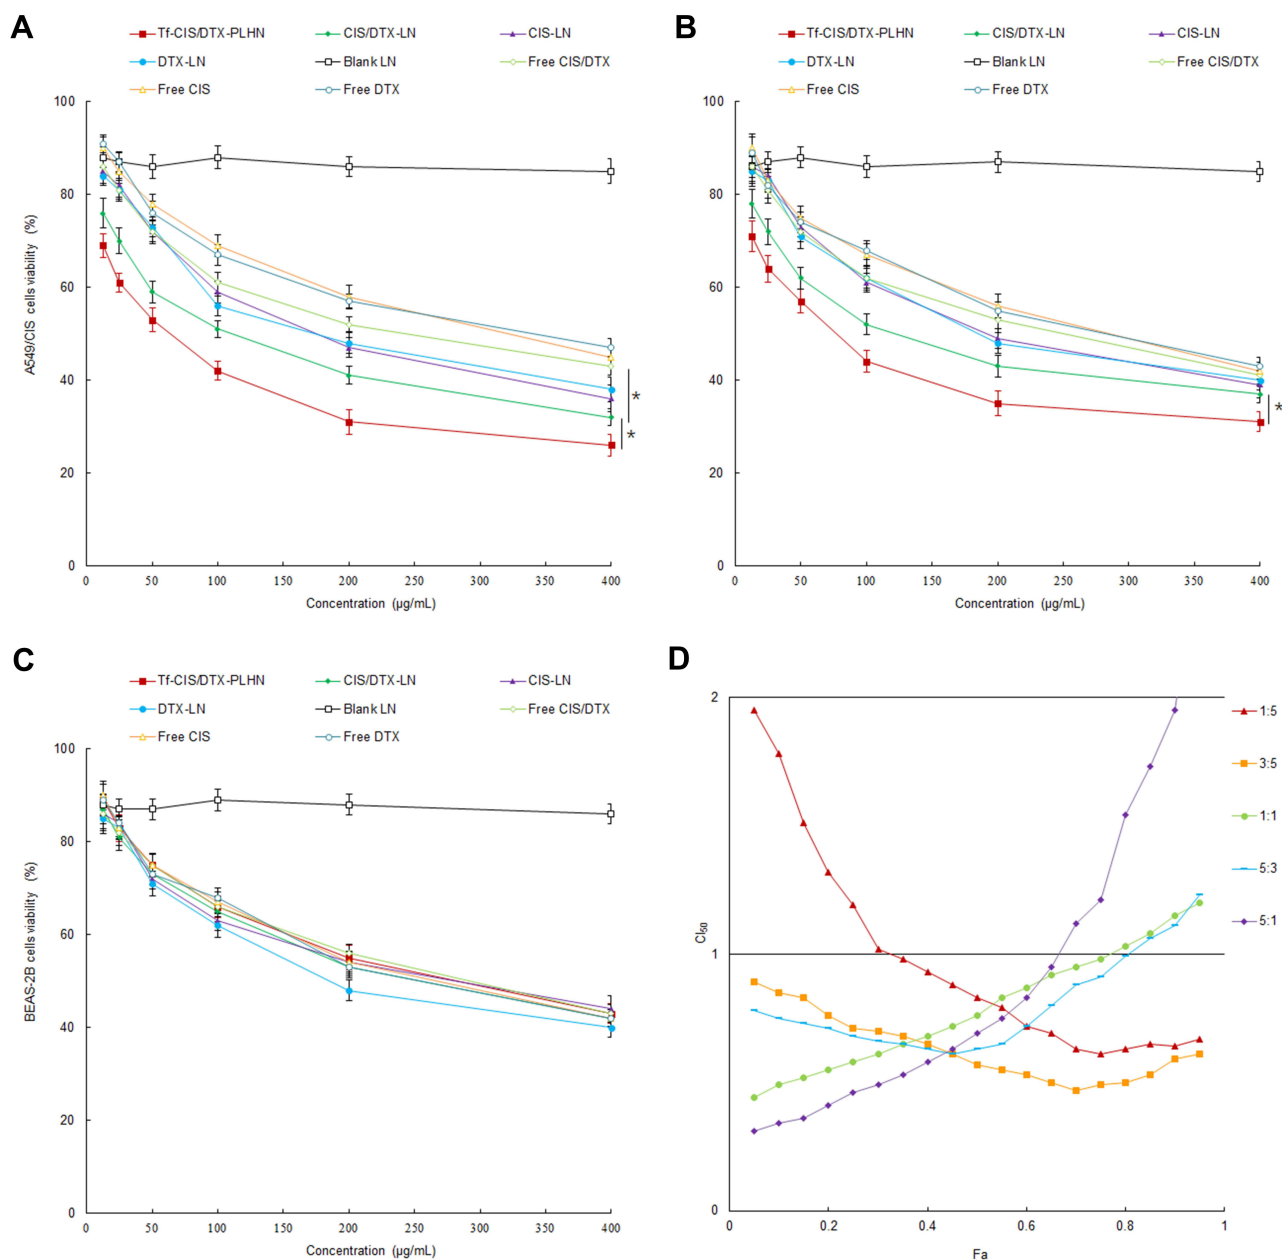 A
Tf-CIS/DTX-PLHN CIS/DTX-LN CIS-LN
DTX-LN Blank LN Free CIS/DTX
Free CIS Free DTX
A549/CIS cells viability (%)
100
80
60
40
20
0
*
*
0 50 100 150 200 250 300 350 400
Concentration (μg/mL)
B
Tf-CIS/DTX-PLHN CIS/DTX-LN CIS-LN
DTX-LN Blank LN Free CIS/DTX
Free CIS Free DTX
A549 cells viability (%)
100
80
60
40
20
0
*
0 50 100 150 200 250 300 350 400
Concentration (μg/mL)
C
Tf-CIS/DTX-PLHN CIS/DTX-LN CIS-LN
DTX-LN Blank LN Free CIS/DTX
Free CIS Free DTX
BEAS-2B cells viability (%)
100
80
60
40
20
0
0 50 100 150 200 250 300 350 400
Concentration (μg/mL)
D
CI50
2
1
0
0 0.2 0.4 0.6 0.8 1
Fa
1:5
3:5
1:1
5:3
5:1